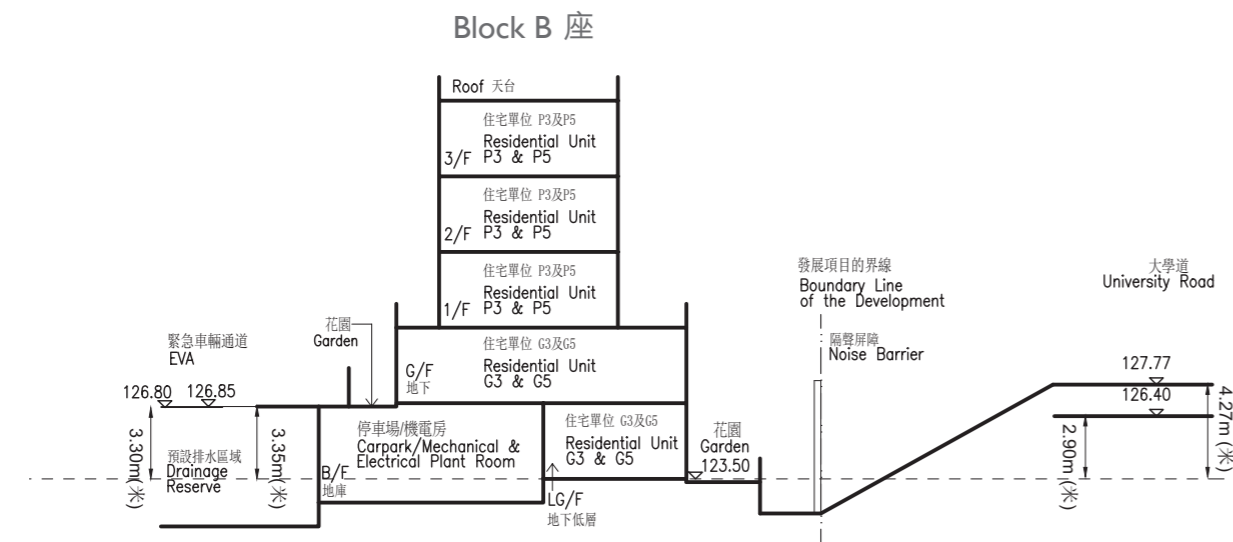 Block B 座
Roof 天台
住宅單位 P3及P5
Residential Unit
3/F P3 & P5
住宅單位 P3及P5
Residential Unit
2/F P3 & P5
住宅單位 P3及P5
Residential Unit
1/F P3 & P5
發展項目的界線
Boundary Line
of the Development
大學道
University Road
緊急車輛通道
EVA
花園
Garden
住宅單位 G3及G5
Residential Unit
G3 & G5
G/F
地下
隔聲屏障
Noise Barrier
126.80 126.85
127.77
126.40
3.30m(米)
預設排水區域
Drainage
Reserve
3.35m(米)
停車場/機電房
Carpark/Mechanical &
Electrical Plant Room
B/F
地庫
住宅單位 G3及G5
Residential Unit
G3 & G5
LG/F
地下低層
花園
Garden
123.50
2.90m(米)
4.27m(米)